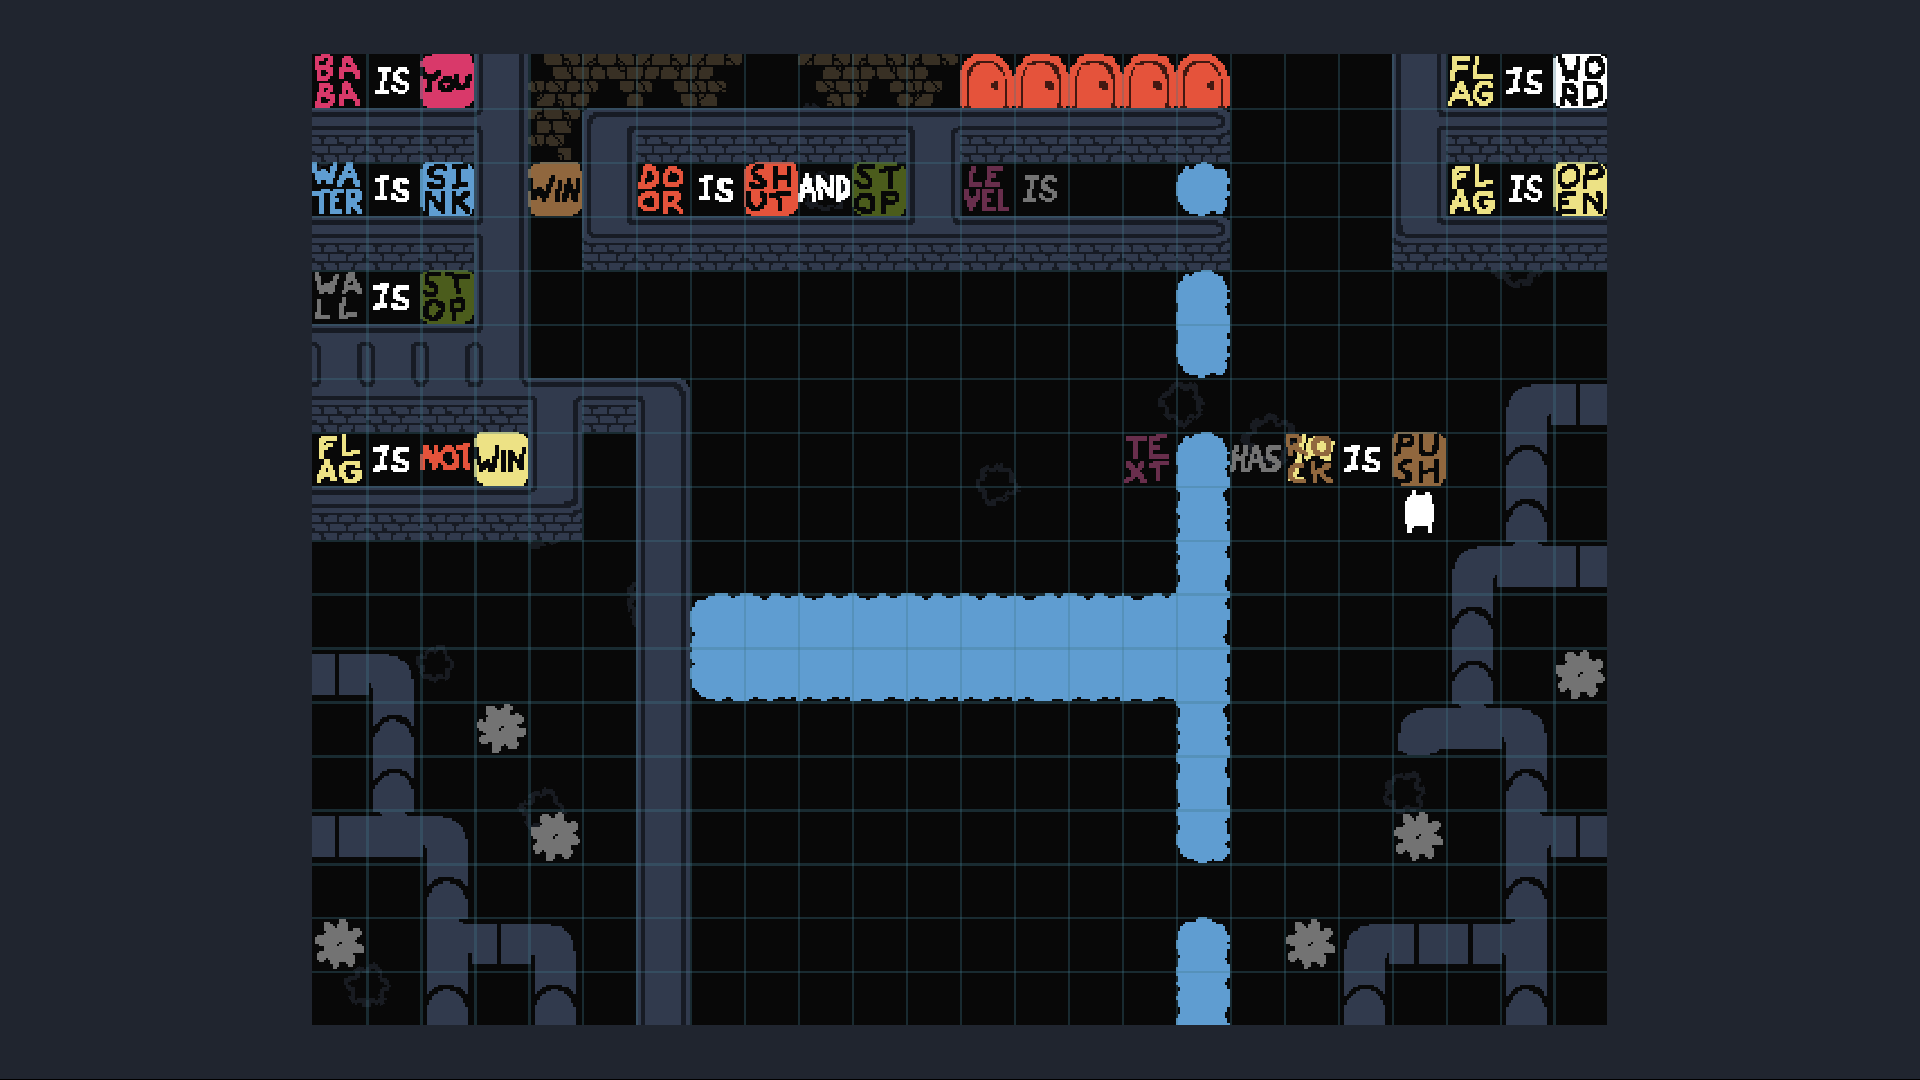 BABA IS YOU
FLAG IS WORD
WATER IS SINK
WIN
DOOR IS SHUT AND STOP
LEVEL IS
FLAG IS OPEN
WALL IS STOP
FLAG IS NOT WIN
TEXT
HAS ROCK IS PUSH